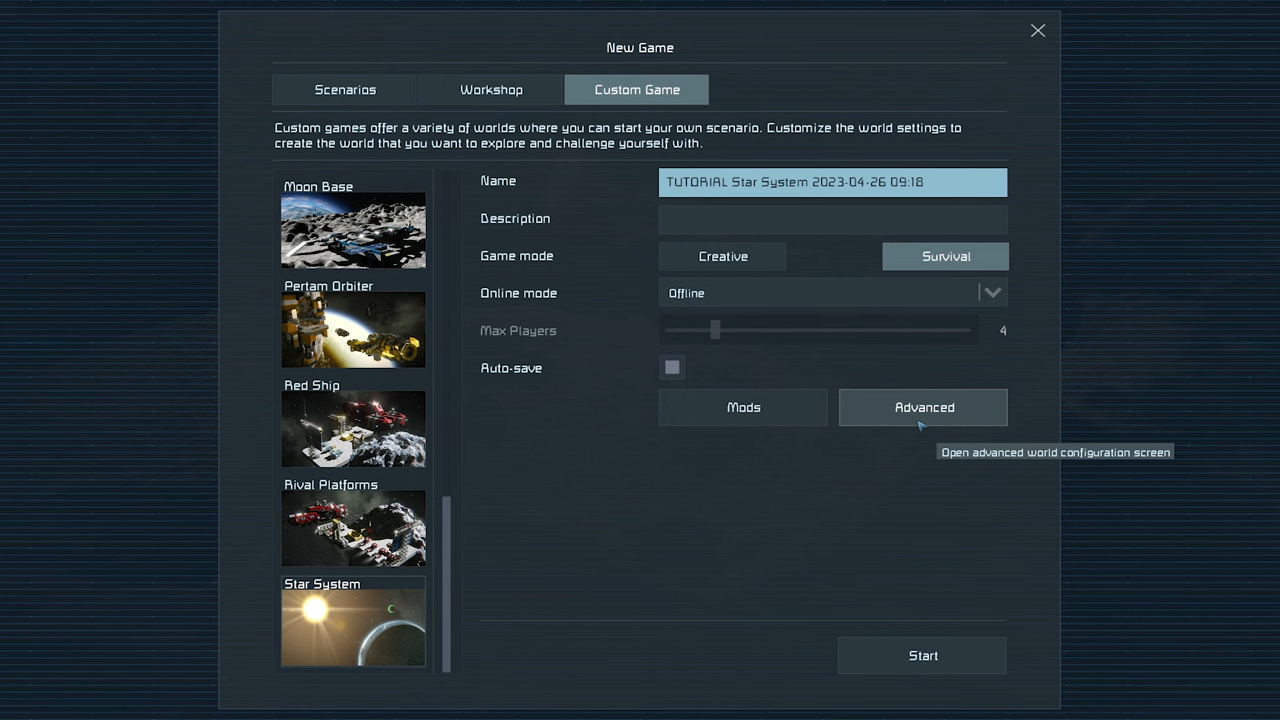 New Game
Scenarios
Workshop
Custom Game
Custom games offer a variety of worlds where you can start your own scenario. Customize the world settings to
create the world that you want to explore and challenge yourself with.
Moon Base
Pertam Orbiter
Red Ship
Rival Platforms
Star System
Name
TUTORIAL Star System 2023-04-26 09:18
Description
Game mode
Creative
Survival
Online mode
Offline
Max Players
4
Auto-save
Mods
Advanced
Open advanced world configuration screen
Start